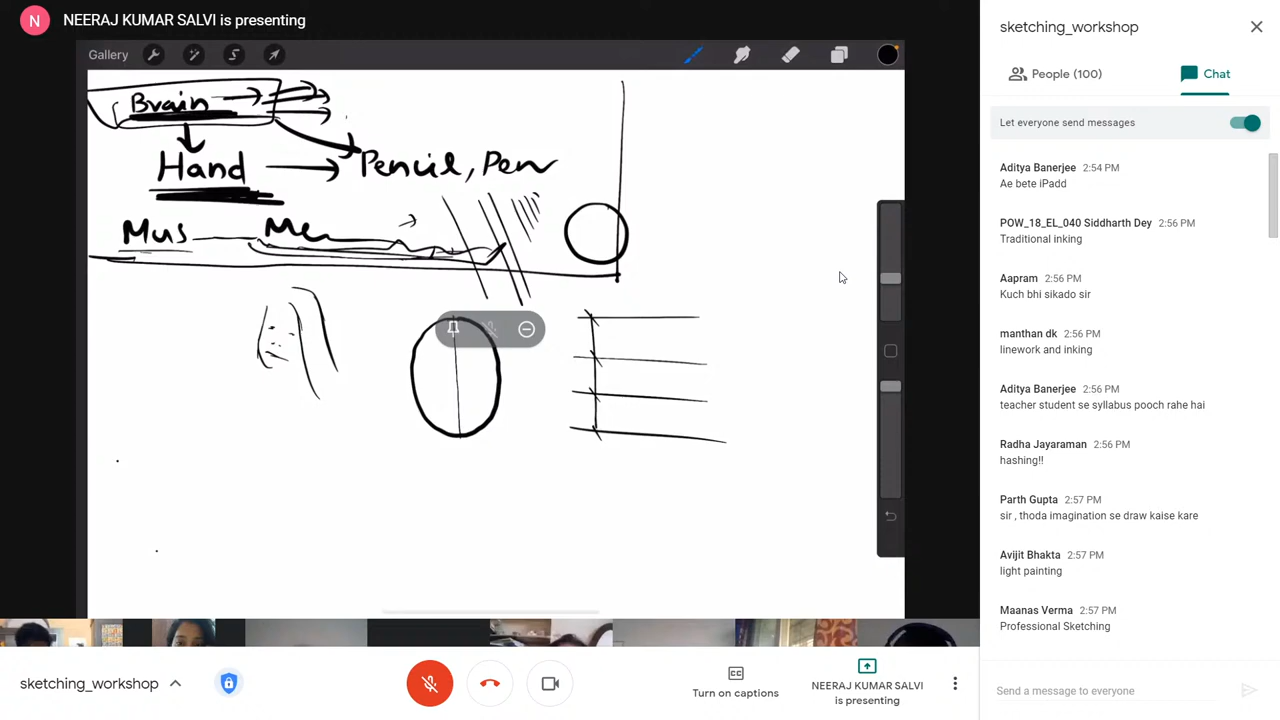 N NEERAJ KUMAR SALVI is presenting
Gallery
Brain
Hand → Pencil, Pen
Mus — Me
sketching_workshop
People (100)
Chat
Let everyone send messages
Aditya Banerjee 2:54 PM
Ae bete iPadd
POW_18_EL_040 Siddharth Dey 2:56 PM
Traditional inking
Aapram 2:56 PM
Kuch bhi sikado sir
manthan dk 2:56 PM
linework and inking
Aditya Banerjee 2:56 PM
teacher student se syllabus pooch rahe hai
Radha Jayaraman 2:56 PM
hashing!!
Parth Gupta 2:57 PM
sir , thoda imagination se draw kaise kare
Avijit Bhakta 2:57 PM
light painting
Maanas Verma 2:57 PM
Professional Sketching
Send a message to everyone
sketching_workshop
CC
Turn on captions
NEERAJ KUMAR SALVI
is presenting